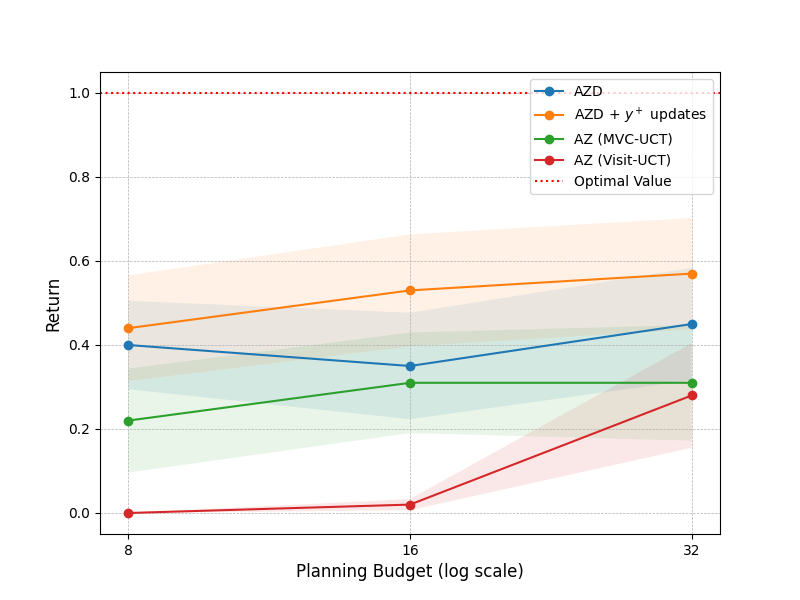 1.0
0.8
0.6
0.4
0.2
0.0
Return
8
16
32
Planning Budget (log scale)
AZD
AZD + y⁺ updates
AZ (MVC-UCT)
AZ (Visit-UCT)
Optimal Value